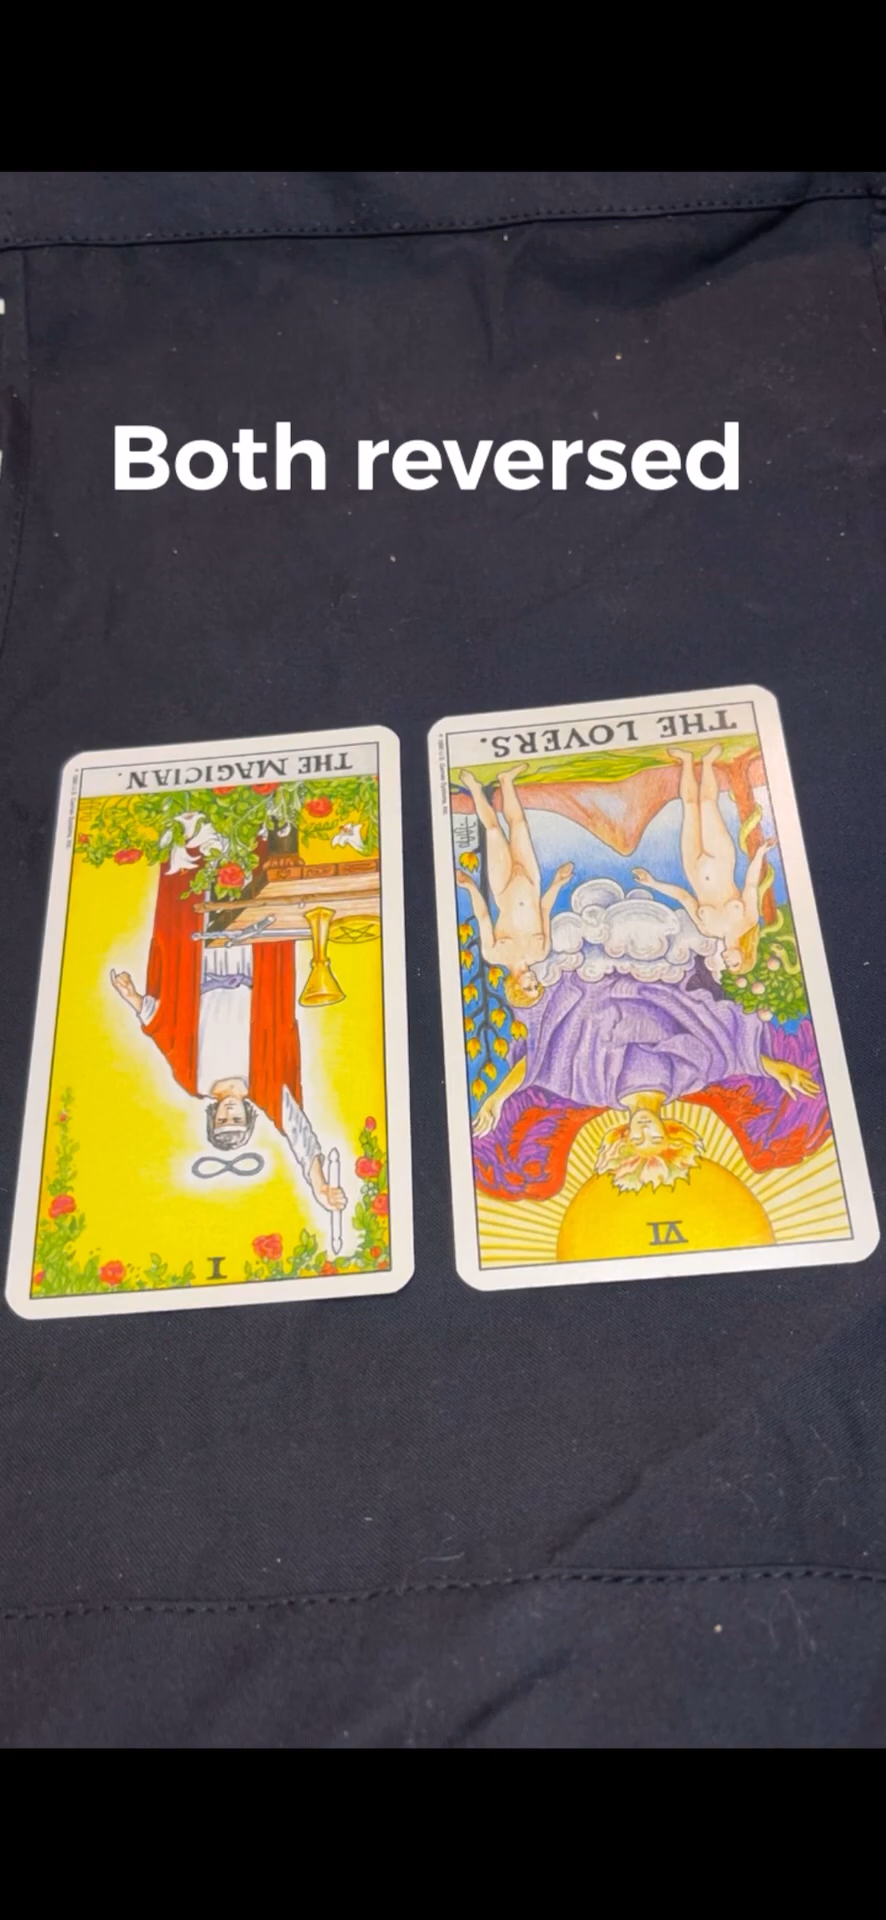 Both reversed
THE MAGICIAN.
THE LOVERS.
I
VI